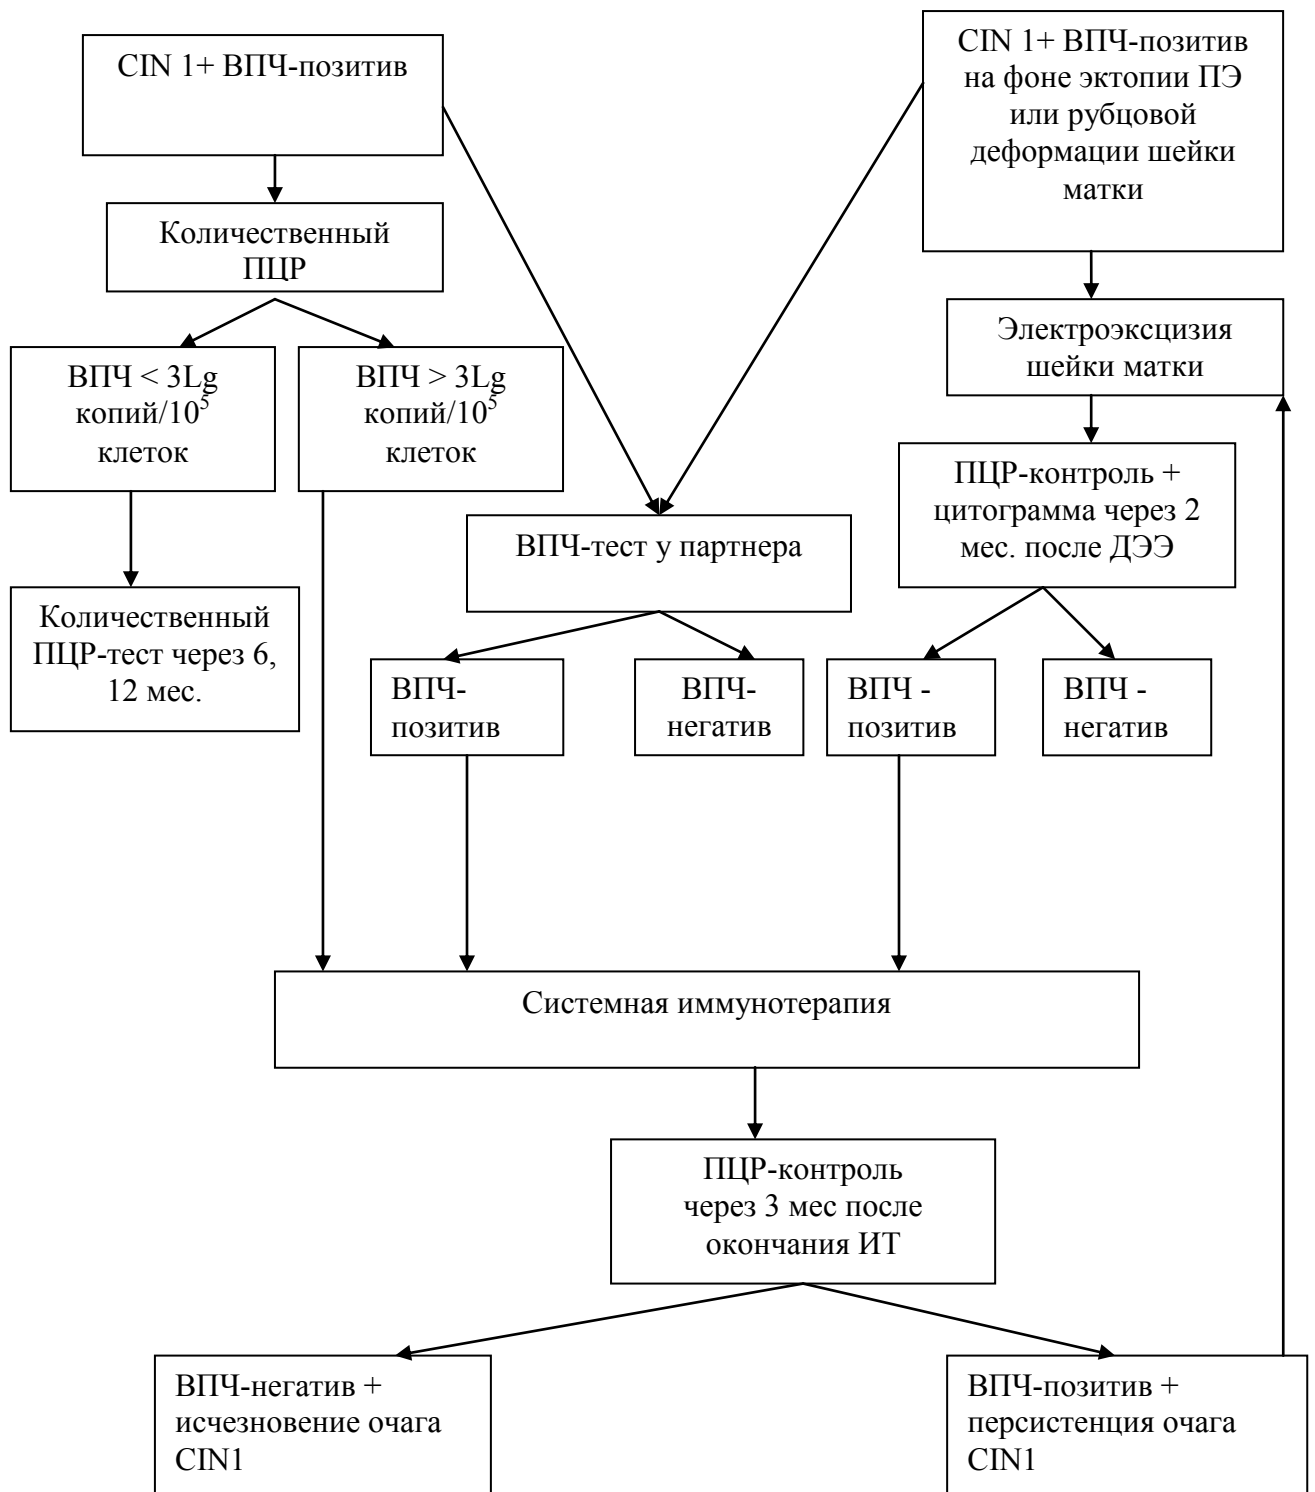 CIN 1+ ВПЧ-позитив
CIN 1+ ВПЧ-позитив
на фоне эктопии ПЭ
или рубцовой
деформации шейки
матки
Количественный
ПЦР
Электроэксцизия
шейки матки
ВПЧ < 3Lg
копий/10⁵
клеток
ВПЧ > 3Lg
копий/10⁵
клеток
ПЦР-контроль +
цитограмма через 2
мес. после ДЭЭ
ВПЧ-тест у партнера
Количественный
ПЦР-тест через 6,
12 мес.
ВПЧ-
позитив
ВПЧ-
негатив
ВПЧ -
позитив
ВПЧ -
негатив
Системная иммунотерапия
ПЦР-контроль
через 3 мес после
окончания ИТ
ВПЧ-негатив +
исчезновение очага
CIN1
ВПЧ-позитив +
персистенция очага
CIN1